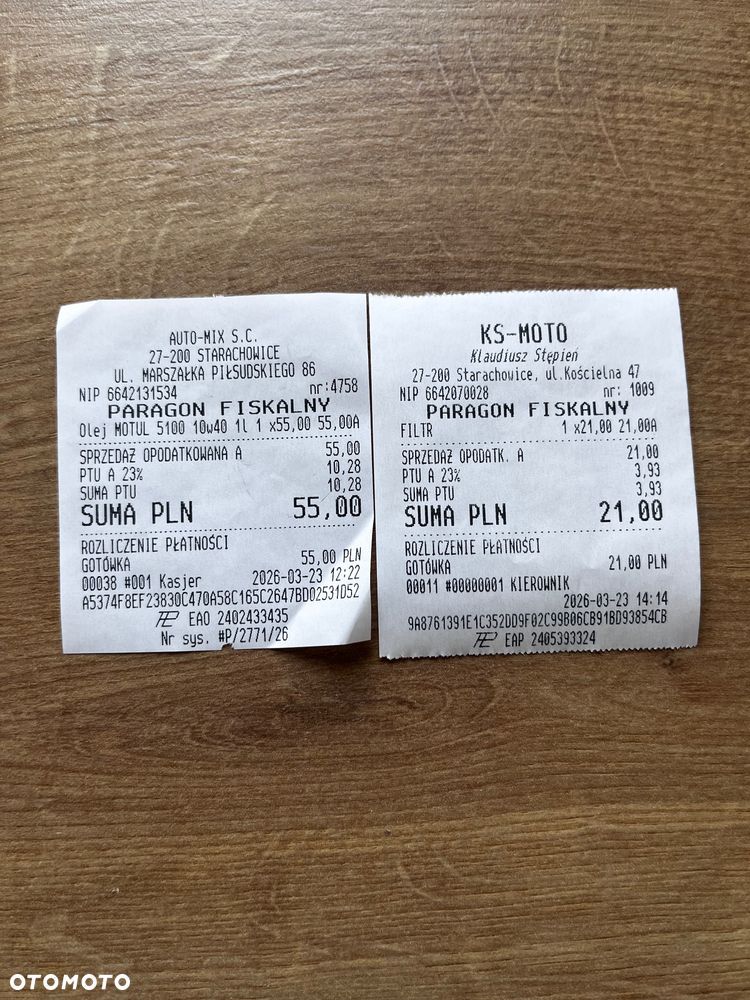 AUTO-MIX S.C.
27-200 STARACHOWICE
UL. MARSZAŁKA PIŁSUDSKIEGO 86
NIP 6642131534 nr:4758
PARAGON FISKALNY
Olej MOTUL 5100 10w40 1l 1 x55,00 55,00A
SPRZEDAŻ OPODATKOWANA A 55,00
PTU A 23% 10,28
SUMA PTU 10,28
SUMA PLN 55,00
ROZLICZENIE PŁATNOŚCI
GOTÓWKA 55,00 PLN
00038 #001 Kasjer 2026-03-23 12:22
A5374F8EF23830C470A58C165C2647BD02531D52
EAO 2402433435
Nr sys. #P/2771/26
KS-MOTO
Klaudiusz Stępień
27-200 Starachowice, ul.Kościelna 47
NIP 6642070028 nr: 1009
PARAGON FISKALNY
FILTR 1 x21,00 21,00A
SPRZEDAŻ OPODATK. A 21,00
PTU A 23% 3,93
SUMA PTU 3,93
SUMA PLN 21,00
ROZLICZENIE PŁATNOŚCI
GOTÓWKA 21,00 PLN
00011 #00000001 KIEROWNIK
2026-03-23 14:14
9A8761391E1C352DD9F02C99B06CB91BD93854CB
EAP 2405393324
OTOMOTO